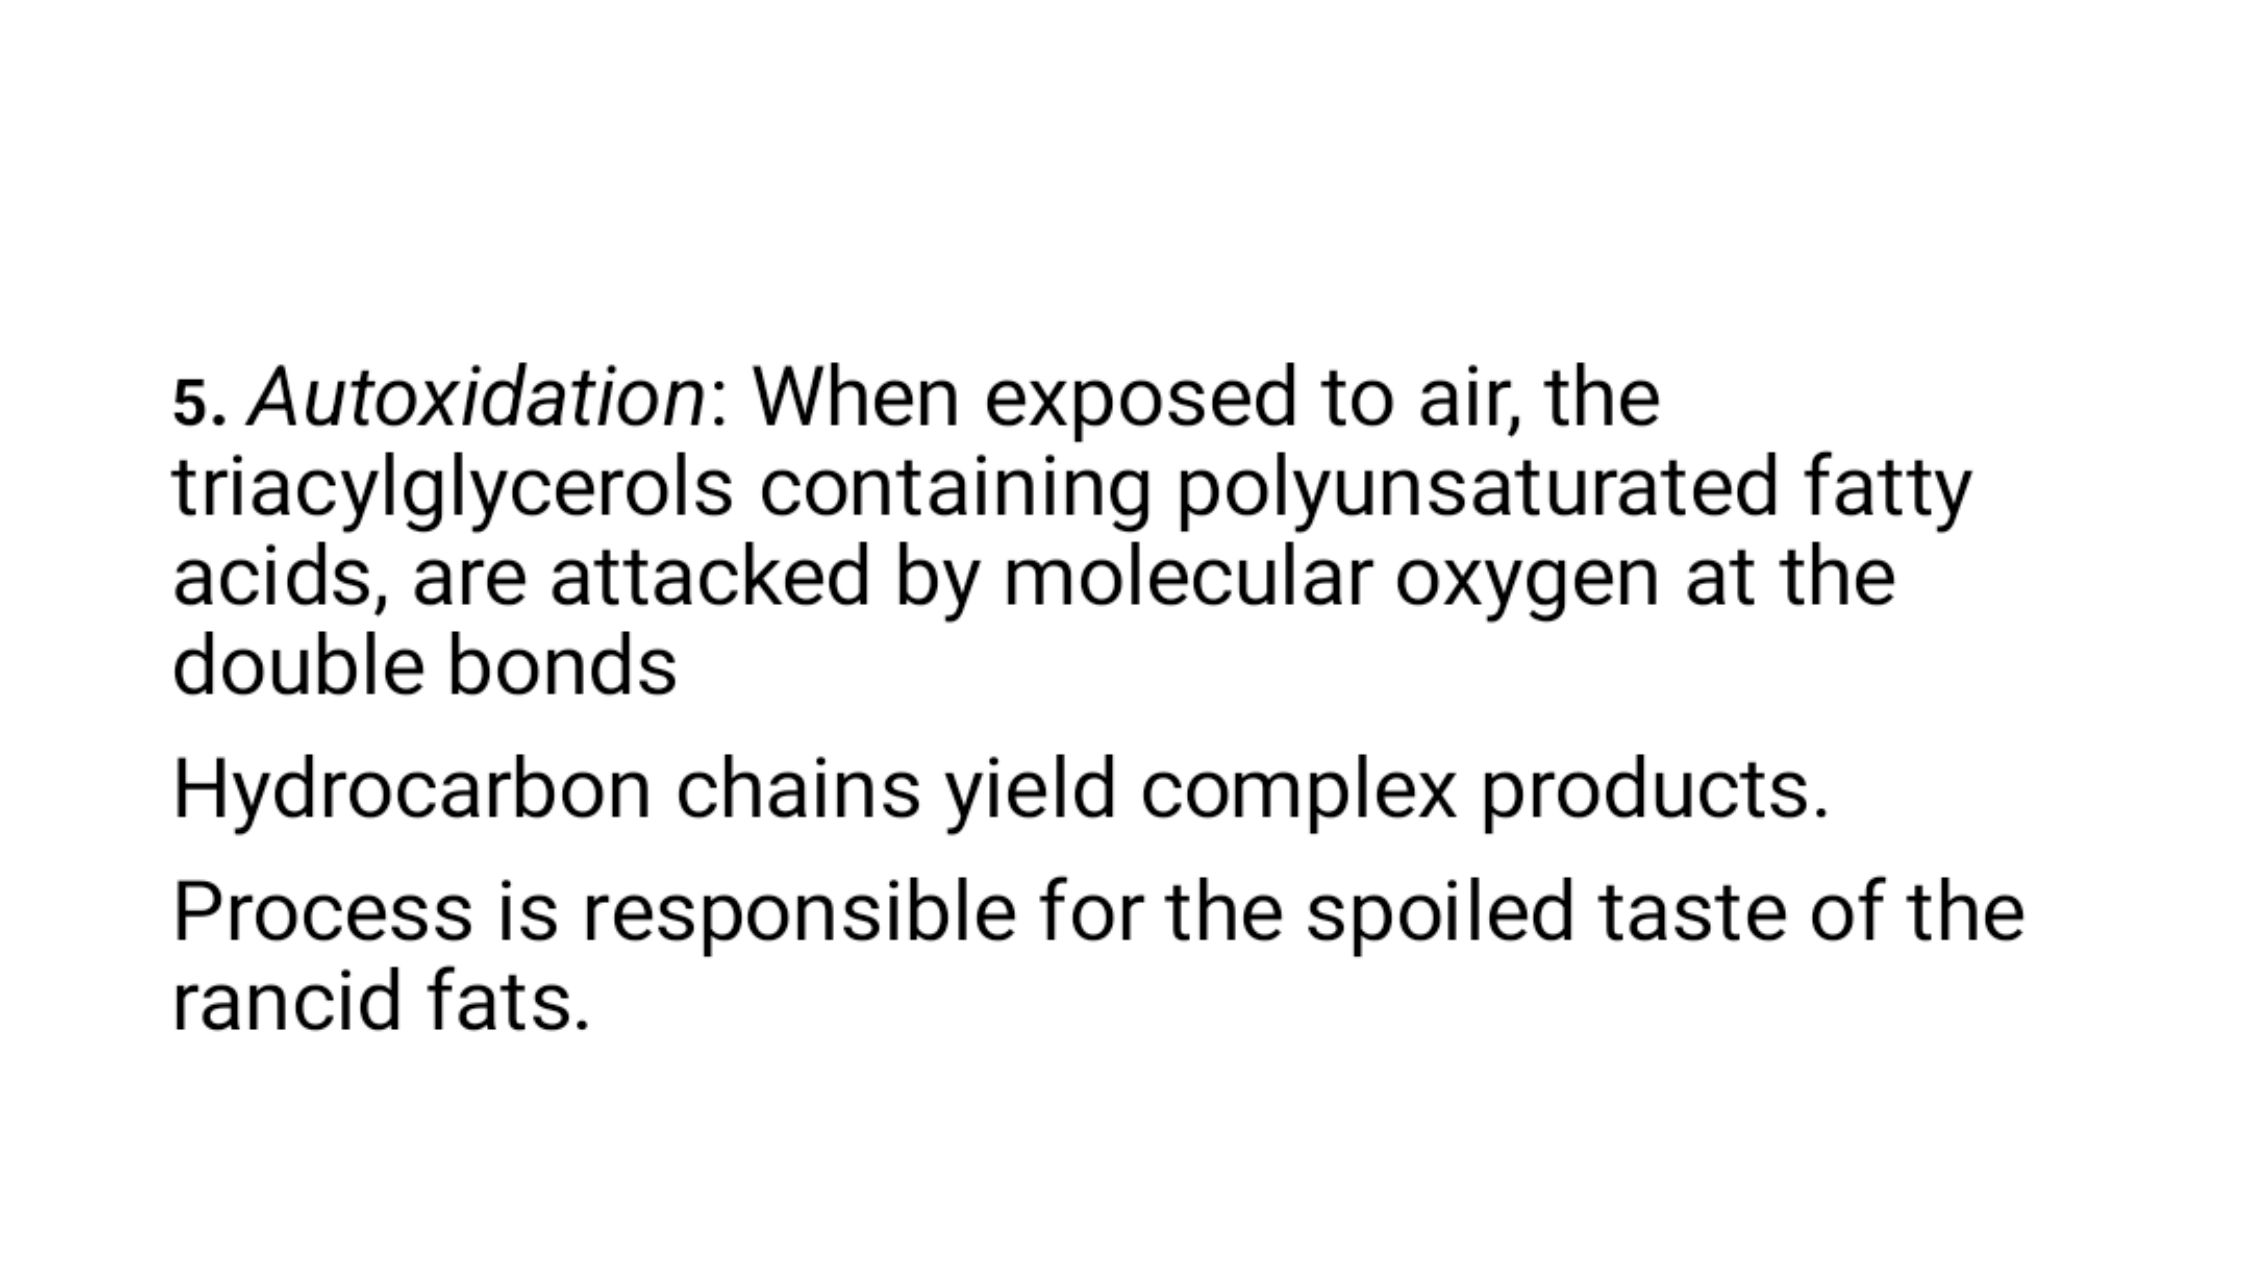 5. Autoxidation: When exposed to air, the
triacylglycerols containing polyunsaturated fatty
acids, are attacked by molecular oxygen at the
double bonds
Hydrocarbon chains yield complex products.
Process is responsible for the spoiled taste of the
rancid fats.